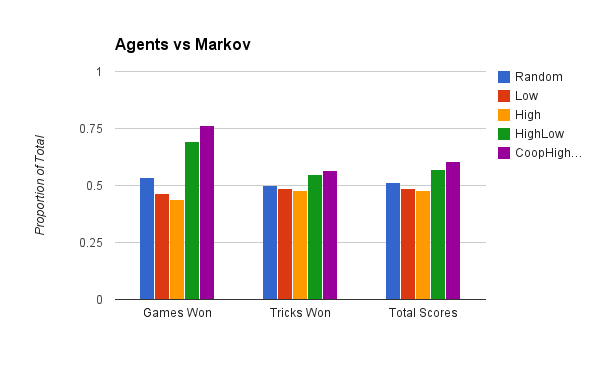 Agents vs Markov
Proportion of Total
1
0.75
0.5
0.25
0
Games Won
Tricks Won
Total Scores
Random
Low
High
HighLow
CoopHigh...